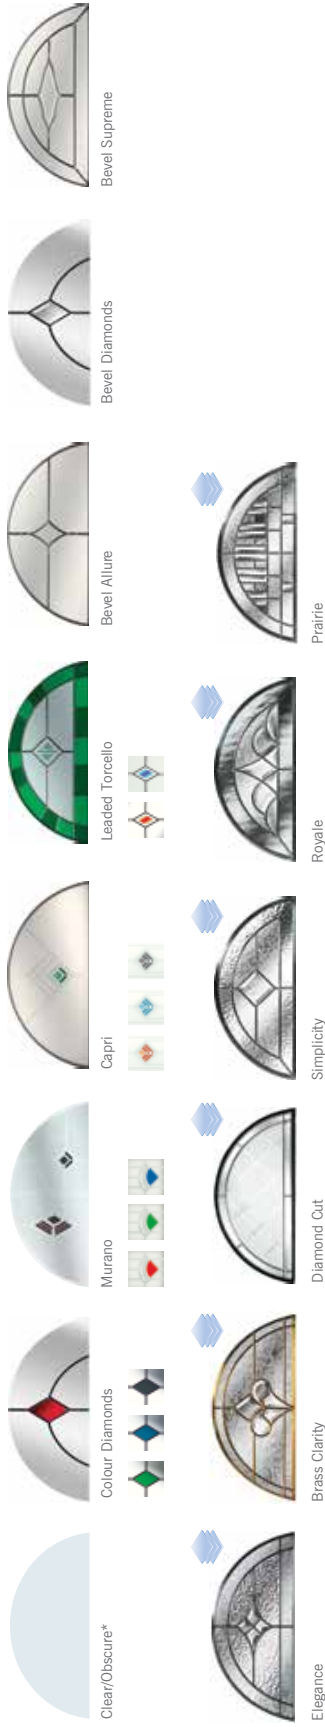 Clear/Obscure*
Colour Diamonds
Murano
Capri
Leaded Torcello
Bevel Allure
Bevel Diamonds
Bevel Supreme
Elegance
Brass Clarity
Diamond Cut
Simplicity
Royale
Prairie